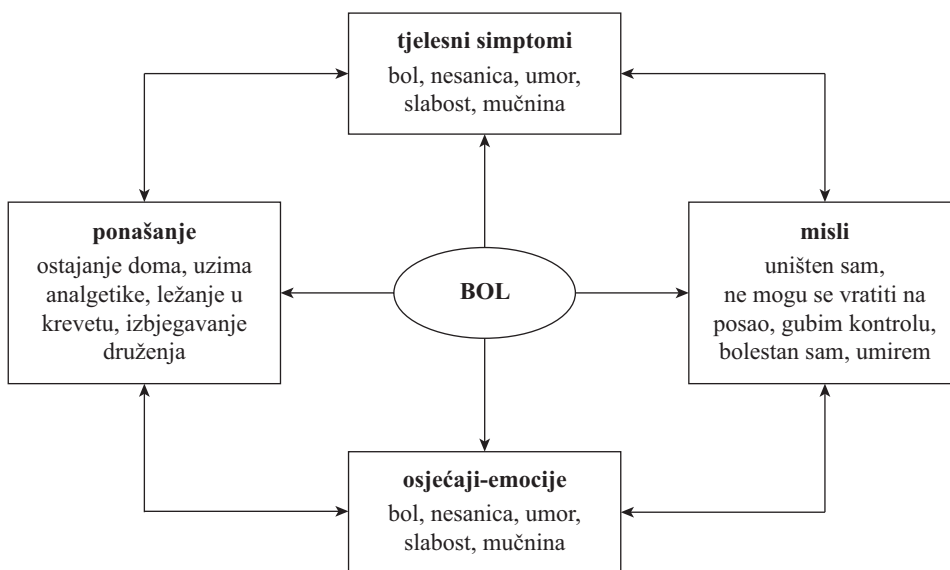 tjelesni simptomi
bol, nesanica, umor,
slabost, mučnina
ponašanje
ostajanje doma, uzima
analgetike, ležanje u
krevetu, izbjegavanje
druženja
BOL
misli
uništen sam,
ne mogu se vratiti na
posao, gubim kontrolu,
bolestan sam, umirem
osjećaji-emocije
bol, nesanica, umor,
slabost, mučnina